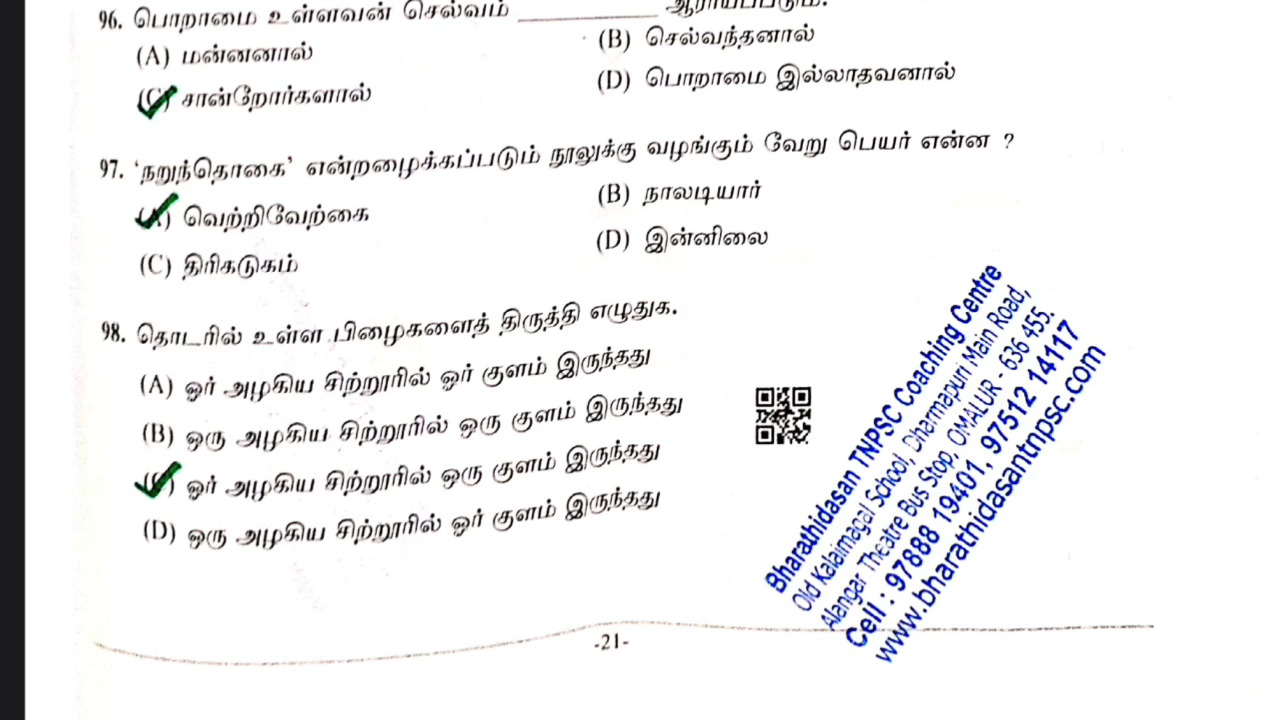 96. பொறாமை உள்ளவன் செல்வம் __________ ஆராயப்படும்.
(A) மன்னனால் (B) செல்வந்தனால்
(C) சான்றோர்களால் (D) பொறாமை இல்லாதவனால்
97. 'நறுந்தொகை' என்றழைக்கப்படும் நூலுக்கு வழங்கும் வேறு பெயர் என்ன ?
(A) வெற்றிவேற்கை (B) நாலடியார்
(C) திரிகடுகம் (D) இன்னிலை
98. தொடரில் உள்ள பிழைகளைத் திருத்தி எழுதுக.
(A) ஓர் அழகிய சிற்றூரில் ஓர் குளம் இருந்தது
(B) ஒரு அழகிய சிற்றூரில் ஒரு குளம் இருந்தது
(C) ஓர் அழகிய சிற்றூரில் ஒரு குளம் இருந்தது
(D) ஒரு அழகிய சிற்றூரில் ஓர் குளம் இருந்தது
Bharathidasan TNPSC Coaching Centre
Old Kalaimagal School, Dharmapuri Main Road,
Alangar Theatre Bus Stop, OMALUR - 636 455.
Cell : 97888 19401, 97512 14117
www.bharathidasantnpsc.com
-21-